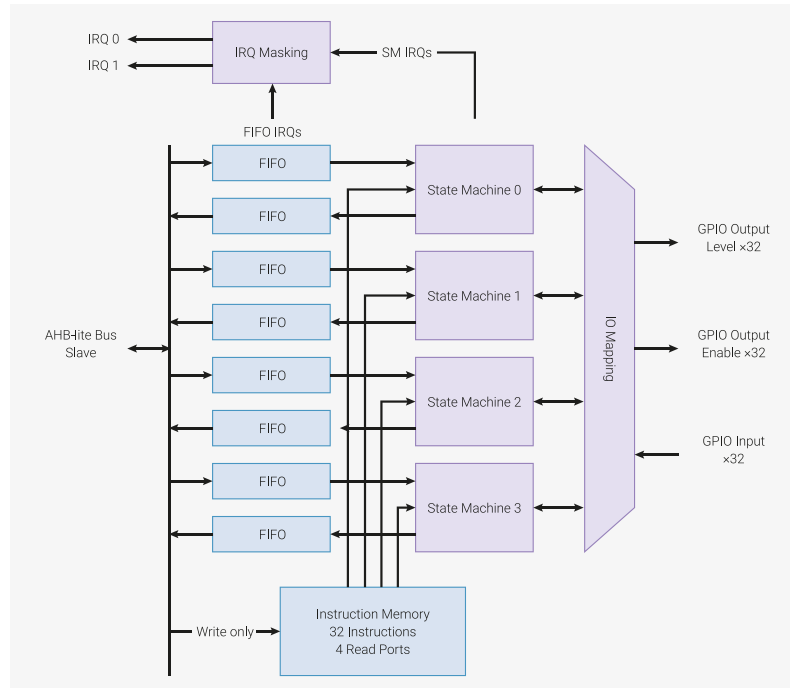 IRQ 0
IRQ 1
IRQ Masking
SM IRQs
FIFO IRQs
FIFO
FIFO
FIFO
FIFO
FIFO
FIFO
FIFO
FIFO
State Machine 0
State Machine 1
State Machine 2
State Machine 3
IO Mapping
GPIO Output
Level ×32
GPIO Output
Enable ×32
GPIO Input
×32
AHB-lite Bus
Slave
Write only
Instruction Memory
32 Instructions
4 Read Ports